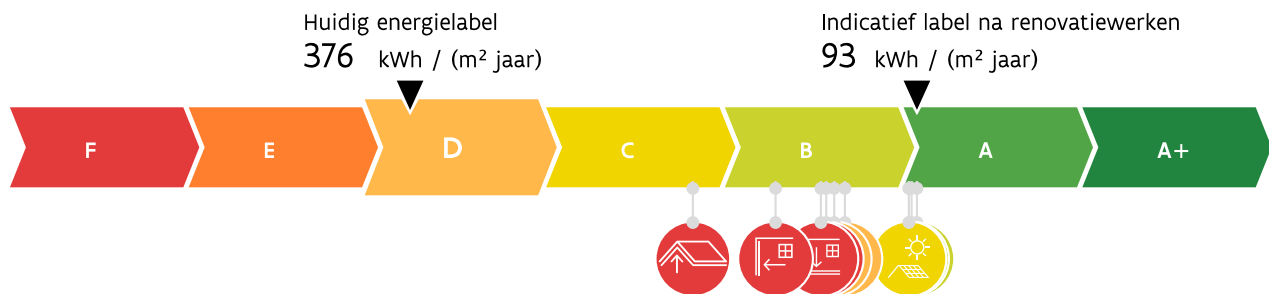 Huidig energielabel
376 kWh / (m² jaar)
Indicatief label na renovatiewerken
93 kWh / (m² jaar)
F E D C B A A+